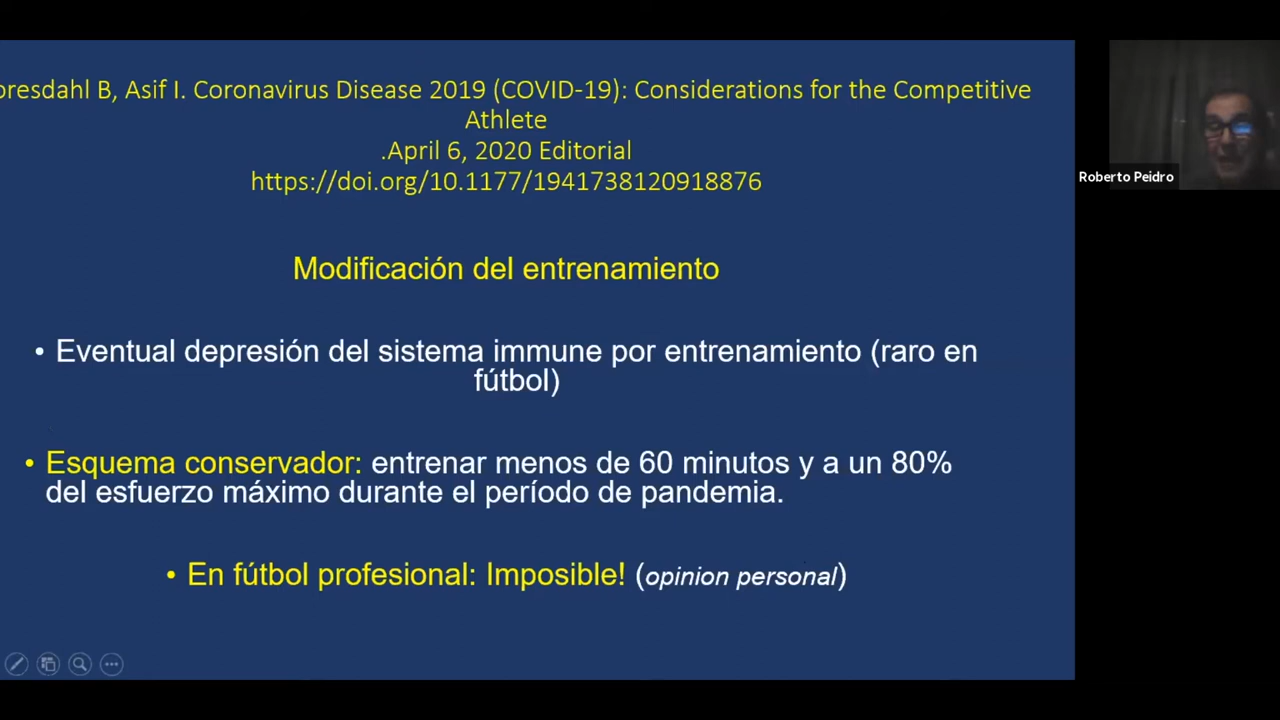 oresdahl B, Asif I. Coronavirus Disease 2019 (COVID-19): Considerations for the Competitive
Athlete
.April 6, 2020 Editorial
https://doi.org/10.1177/1941738120918876
Roberto Peidro
Modificación del entrenamiento
• Eventual depresión del sistema immune por entrenamiento (raro en
fútbol)
• Esquema conservador: entrenar menos de 60 minutos y a un 80%
del esfuerzo máximo durante el período de pandemia.
• En fútbol profesional: Imposible! (opinion personal)